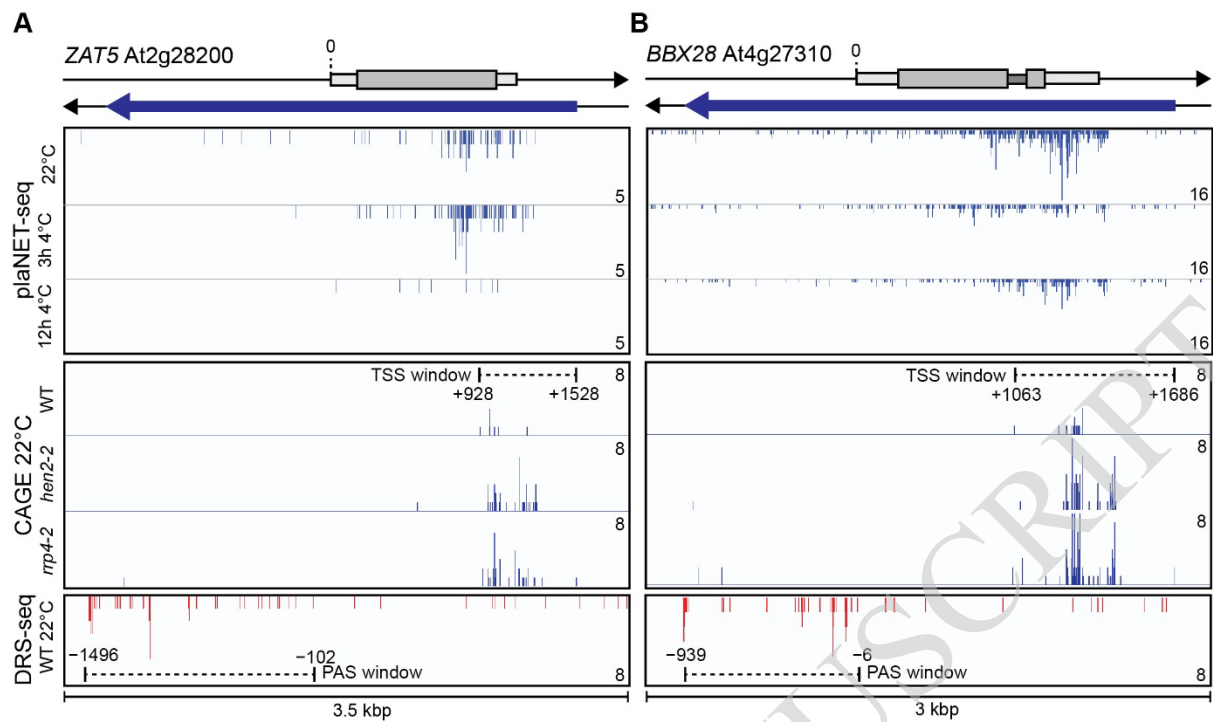 A
ZAT5 At2g28200
0
plaNET-seq
22°C
5
3h 4°C
5
12h 4°C
5
CAGE 22°C
WT
TSS window
8
+928
+1528
hen2-2
8
rrp4-2
8
DRS-seq
WT 22°C
−1496
−102
PAS window
8
3.5 kbp
B
BBX28 At4g27310
0
16
16
16
TSS window
8
+1063
+1686
8
8
−939
−6
PAS window
8
3 kbp
USCRIPT